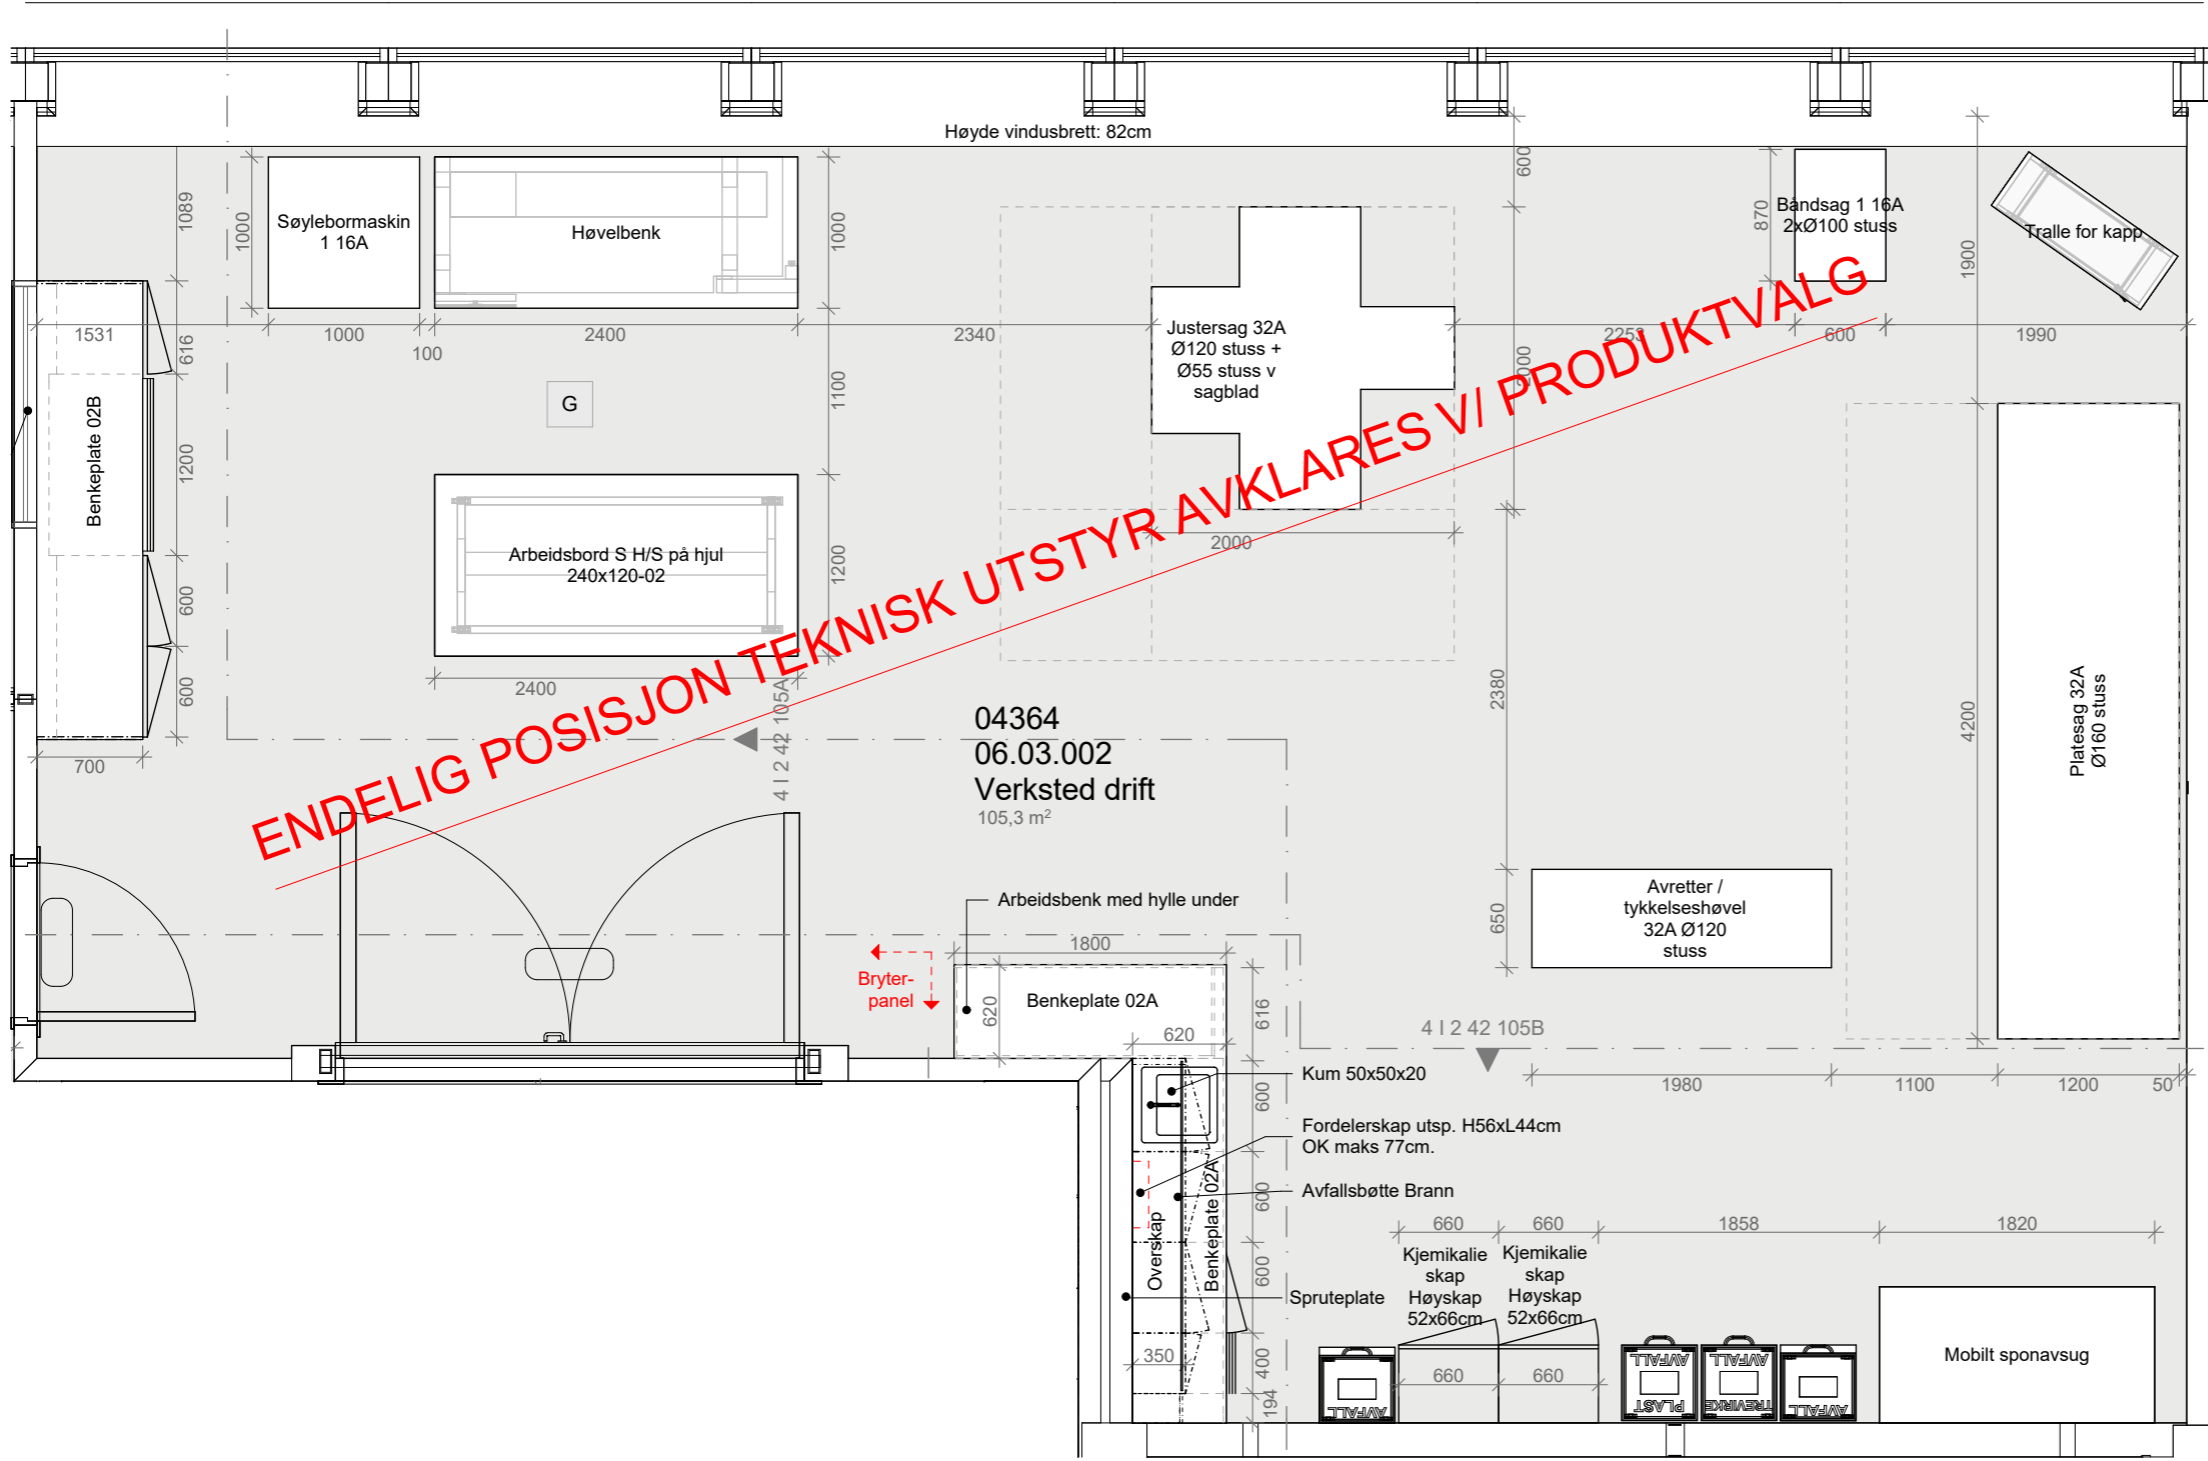 Høyde vindusbrett: 82cm
600
1089
1000
Søylebormaskin
1 16A
Høvelbenk
1000
870
Båndsag 1 16A
2xØ100 stuss
Tralle for kapp
1900
1531
616
1000
100
2400
2340
Justersag 32A
Ø120 stuss +
Ø55 stuss v
sagblad
2253
600
1990
2000
1100
G
Benkeplate 02B
1200
Arbeidsbord S H/S på hjul
240x120-02
1200
2000
600
600
2400
700
ENDELIG POSISJON TEKNISK UTSTYR AVKLARES V/ PRODUKTVALG
4 I 2 42 105A
04364
06.03.002
Verksted drift
105,3 m²
2380
4200
Platesag 32A
Ø160 stuss
Avretter /
tykkelseshøvel
32A Ø120
stuss
650
Arbeidsbenk med hylle under
1800
Bryter-
panel
620
Benkeplate 02A
616
620
4 I 2 42 105B
1980
1100
1200
50
Kum 50x50x20
600
Fordelerskap utsp. H56xL44cm
OK maks 77cm.
Avfallsbøtte Brann
600
Overskap
Benkeplate 02A
600
Spruteplate
350
400
194
660
660
1858
1820
Kjemikalie
skap
Høyskap
52x66cm
Kjemikalie
skap
Høyskap
52x66cm
660
660
AVFALL
AVFALL
PLAST
AVFALL
TREVIRKE
AVFALL
Mobilt sponavsug